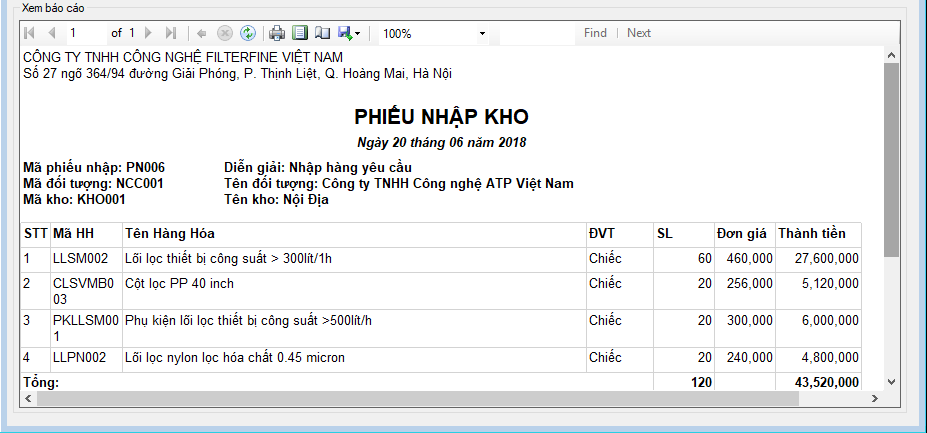 Xem báo cáo
1 of 1 100% Find | Next
CÔNG TY TNHH CÔNG NGHỆ FILTERFINE VIỆT NAM
Số 27 ngõ 364/94 đường Giải Phóng, P. Thịnh Liệt, Q. Hoàng Mai, Hà Nội
PHIẾU NHẬP KHO
Ngày 20 tháng 06 năm 2018
Mã phiếu nhập: PN006 Diễn giải: Nhập hàng yêu cầu
Mã đối tượng: NCC001 Tên đối tượng: Công ty TNHH Công nghệ ATP Việt Nam
Mã kho: KHO001 Tên kho: Nội Địa
STT Mã HH Tên Hàng Hóa ĐVT SL Đơn giá Thành tiền
1 LLSM002 Lõi lọc thiết bị công suất > 300lít/1h Chiếc 60 460,000 27,600,000
2 CLSVMB0 Cột lọc PP 40 inch Chiếc 20 256,000 5,120,000
03
3 PKLLSM00 Phụ kiện lõi lọc thiết bị công suất >500lít/h Chiếc 20 300,000 6,000,000
1
4 LLPN002 Lõi lọc nylon lọc hóa chất 0.45 micron Chiếc 20 240,000 4,800,000
Tổng: 120 43,520,000